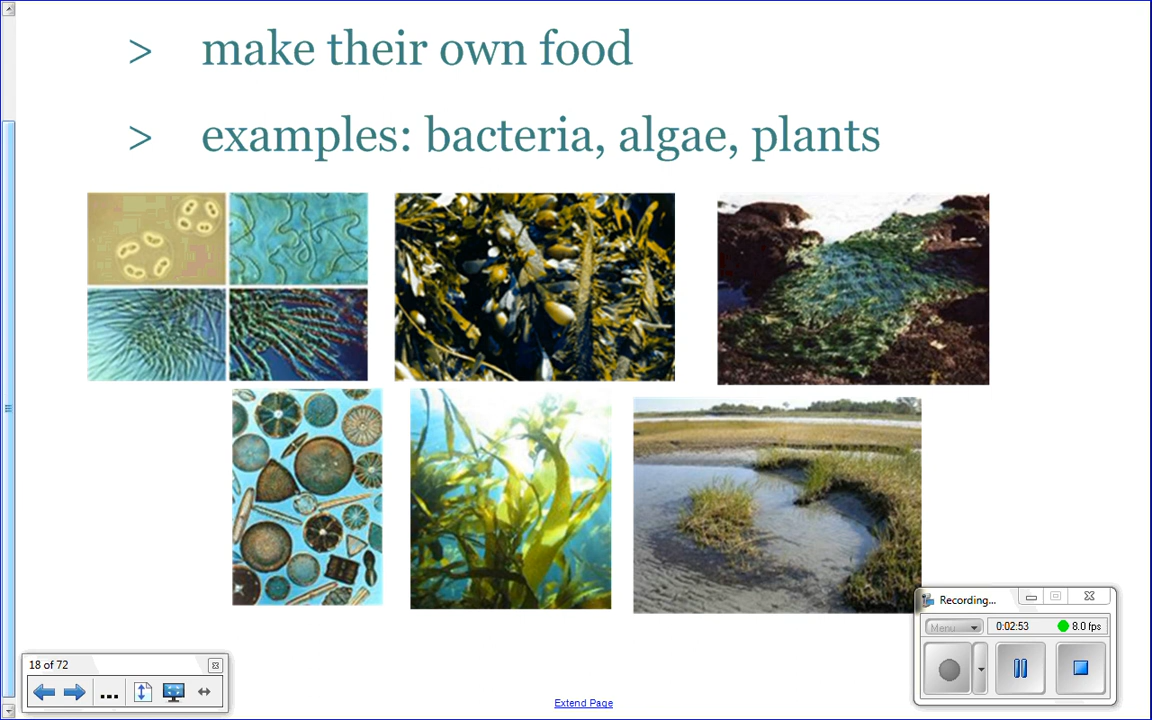 > make their own food
> examples: bacteria, algae, plants
Recording...
Menu 0:02:53 8.0 fps
18 of 72
...
Extend Page